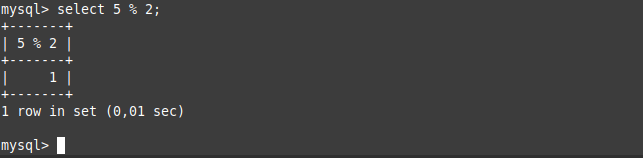 mysql> select 5 % 2;
+-------+
| 5 % 2 |
+-------+
|     1 |
+-------+
1 row in set (0,01 sec)
mysql>